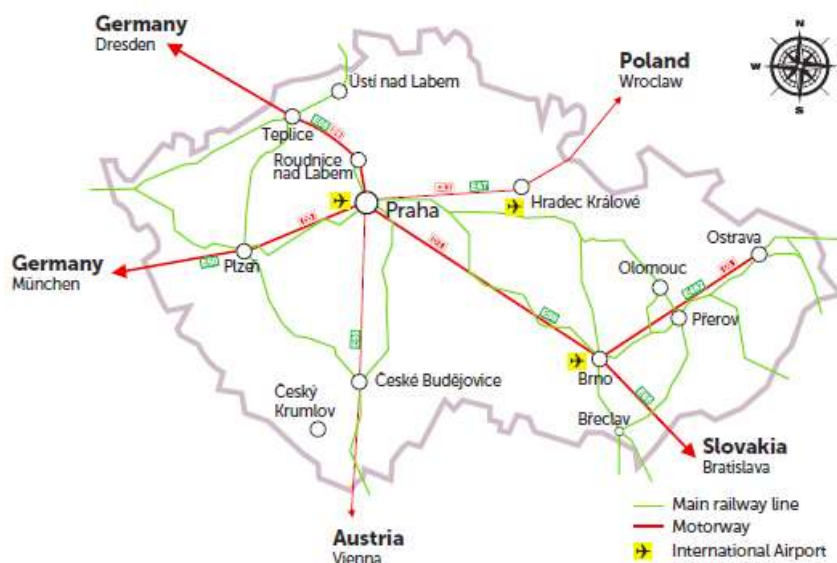 Germany
Dresden
N
W
E
S
Poland
Wroclaw
Ústí nad Labem
Teplice
Roudnice
nad Labem
Praha
Hradec Králové
Germany
München
Plzeň
Ostrava
Olomouc
Přerov
Brno
České Budějovice
Český
Krumlov
Břeclav
Slovakia
Bratislava
Austria
Vienna
Main railway line
Motorway
International Airport